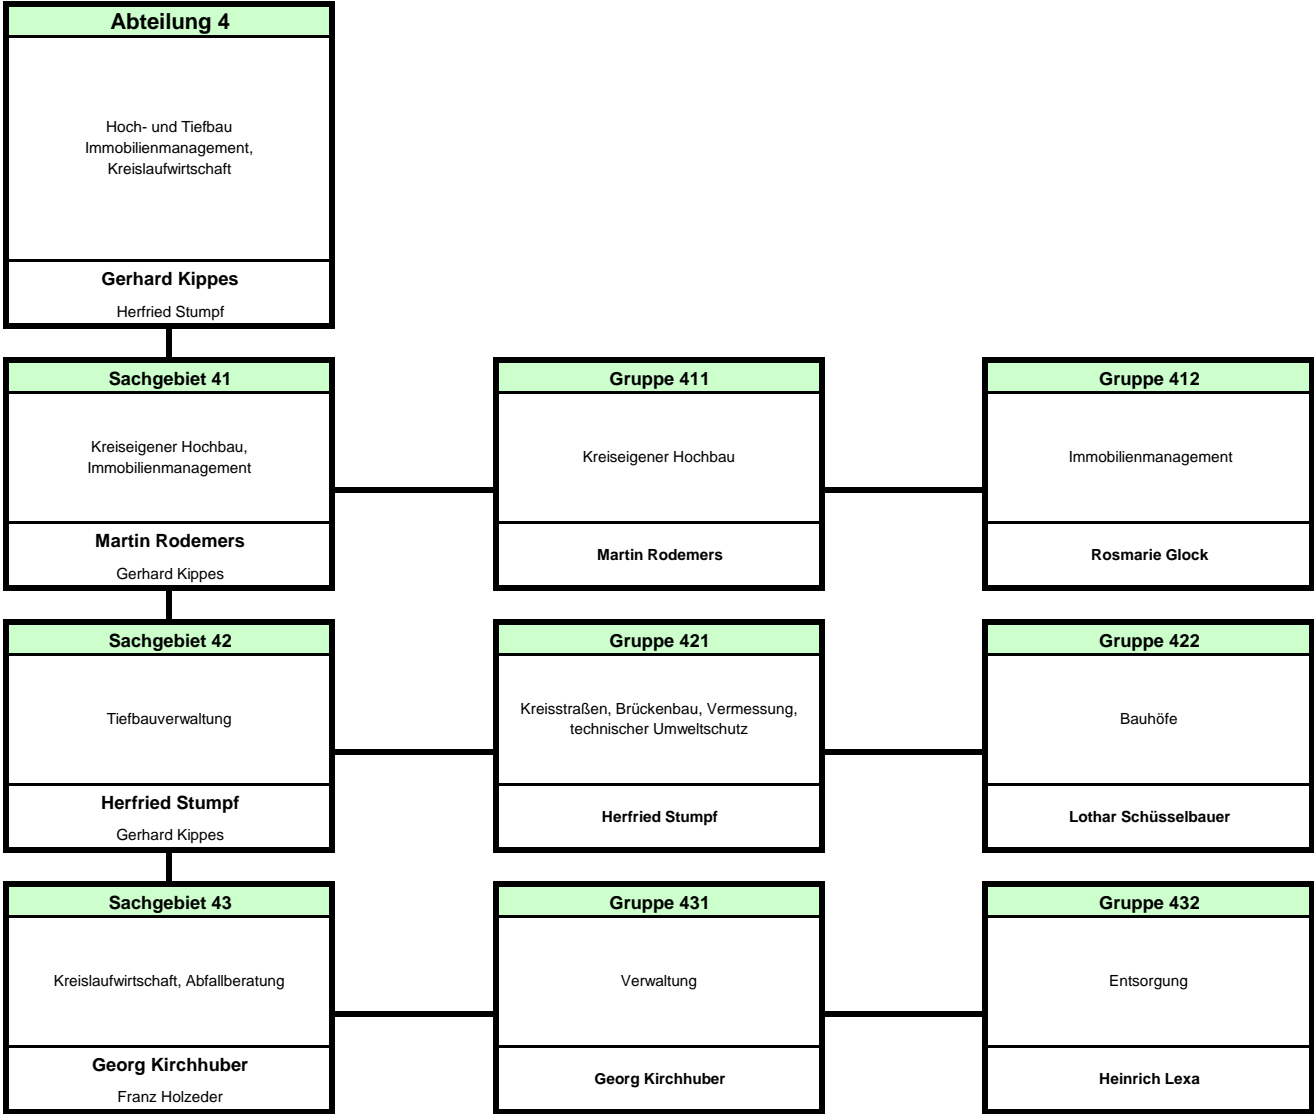 Abteilung 4
Hoch- und Tiefbau
Immobilienmanagement,
Kreislaufwirtschaft
Gerhard Kippes
Herfried Stumpf
Sachgebiet 41
Kreiseigener Hochbau,
Immobilienmanagement
Martin Rodemers
Gerhard Kippes
Gruppe 411
Kreiseigener Hochbau
Martin Rodemers
Gruppe 412
Immobilienmanagement
Rosmarie Glock
Sachgebiet 42
Tiefbauverwaltung
Herfried Stumpf
Gerhard Kippes
Gruppe 421
Kreisstraßen, Brückenbau, Vermessung,
technischer Umweltschutz
Herfried Stumpf
Gruppe 422
Bauhöfe
Lothar Schüsselbauer
Sachgebiet 43
Kreislaufwirtschaft, Abfallberatung
Georg Kirchhuber
Franz Holzeder
Gruppe 431
Verwaltung
Georg Kirchhuber
Gruppe 432
Entsorgung
Heinrich Lexa